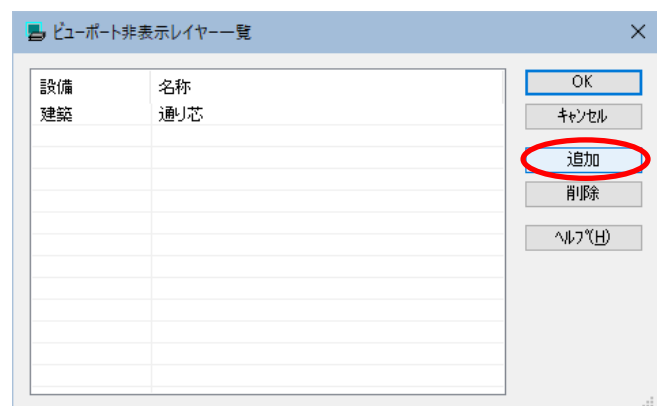 ビューポート非表示レイヤー一覧
設備 名称
建築 通り芯
OK
キャンセル
追加
削除
ヘルプ(H)